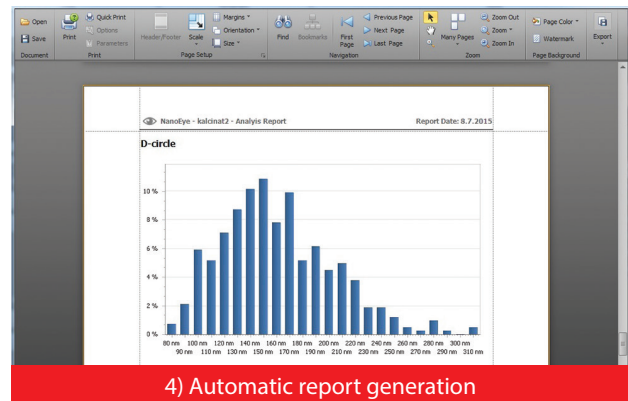 Open
Save
Document
Print
Quick Print
Options
Parameters
Print
Header/Footer
Scale
Margins
Orientation
Size
Page Setup
Find
Bookmarks
First Page
Previous Page
Next Page
Last Page
Navigation
Many Pages
Zoom Out
Zoom
Zoom In
Zoom
Page Color
Watermark
Page Background
Export
NanoEye - kalcinat2 - Analyis Report Report Date: 8.7.2015
D-circle
10 %
8 %
6 %
4 %
2 %
0 %
80 nm 100 nm 120 nm 140 nm 160 nm 180 nm 200 nm 220 nm 240 nm 260 nm 280 nm 300 nm
90 nm 110 nm 130 nm 150 nm 170 nm 190 nm 210 nm 230 nm 250 nm 270 nm 290 nm 310 nm
4) Automatic report generation